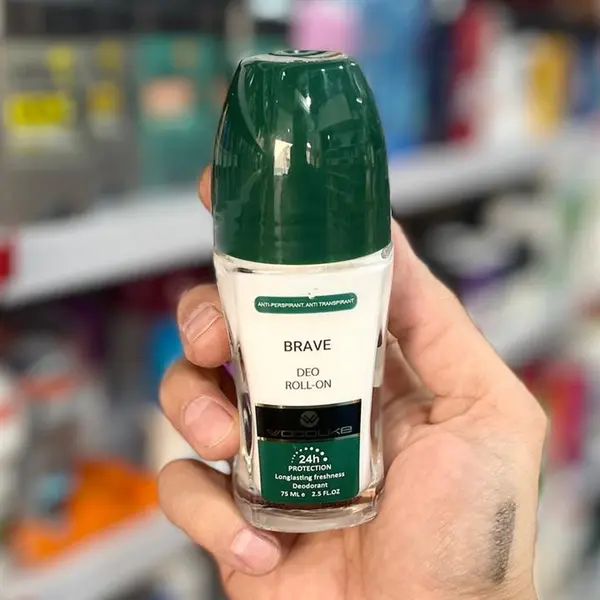 ANTI-PERSPIRANT, ANTI TRANSPIRANT
BRAVE
DEO
ROLL-ON
WOODLIKE
24h
PROTECTION
Longlasting freshness
Deodorant
75 ML e 2.5 FL.OZ